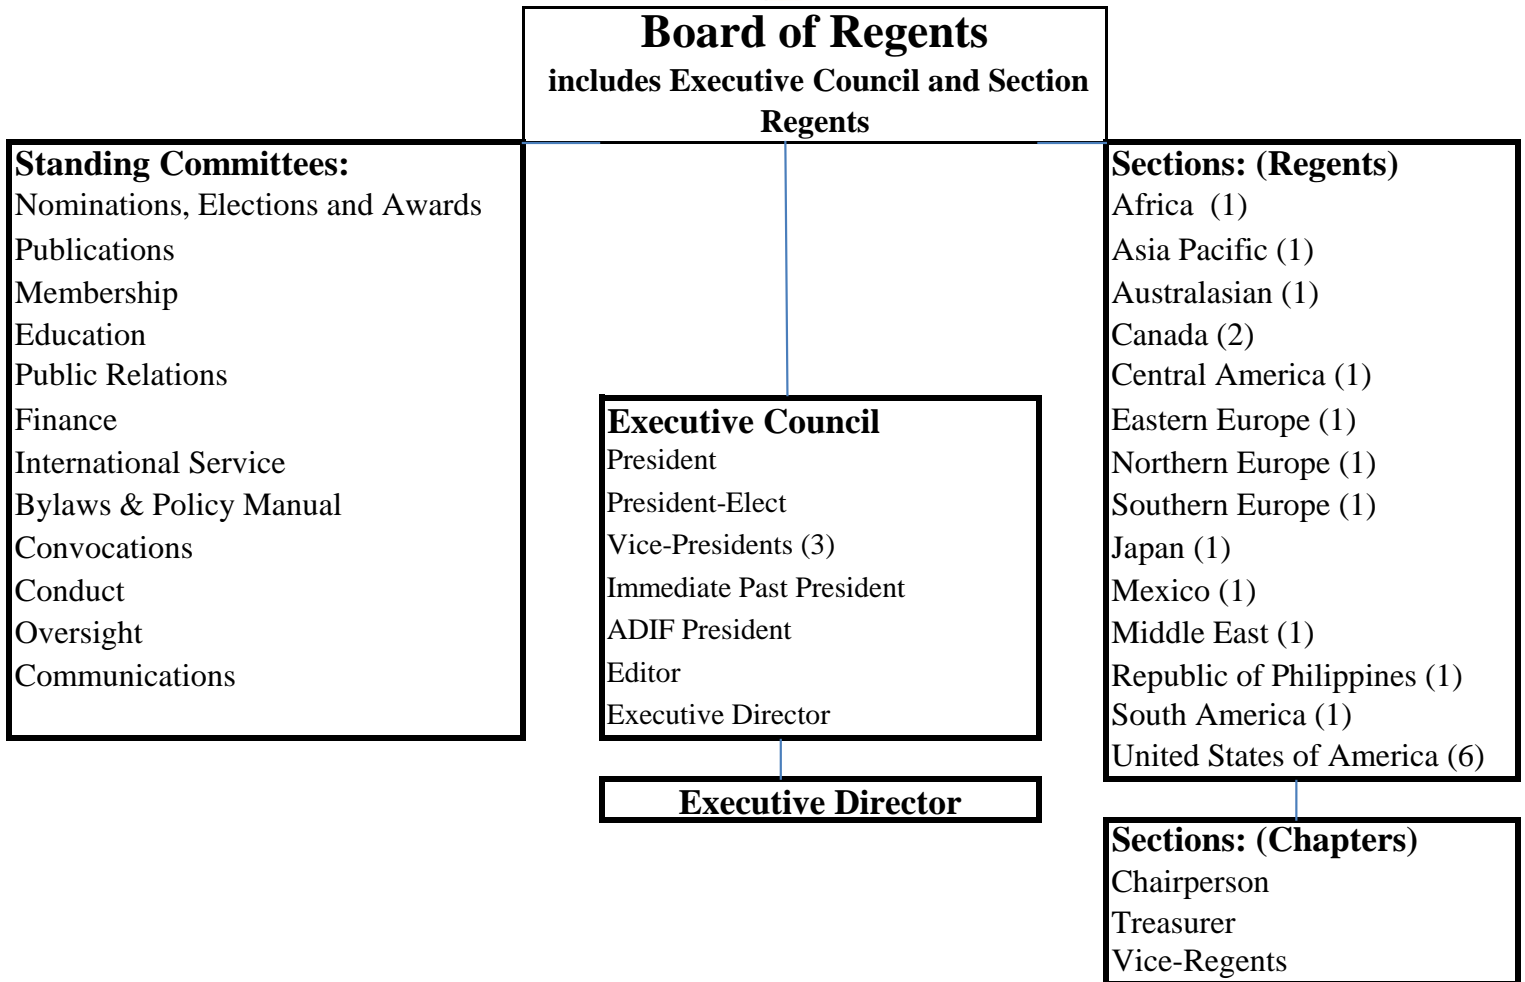 Board of Regents
includes Executive Council and Section
Regents
Standing Committees:
Nominations, Elections and Awards
Publications
Membership
Education
Public Relations
Finance
International Service
Bylaws & Policy Manual
Convocations
Conduct
Oversight
Communications
Executive Council
President
President-Elect
Vice-Presidents (3)
Immediate Past President
ADIF President
Editor
Executive Director
Executive Director
Sections: (Regents)
Africa  (1)
Asia Pacific (1)
Australasian (1)
Canada (2)
Central America (1)
Eastern Europe (1)
Northern Europe (1)
Southern Europe (1)
Japan (1)
Mexico (1)
Middle East (1)
Republic of Philippines (1)
South America (1)
United States of America (6)
Sections: (Chapters)
Chairperson
Treasurer
Vice-Regents